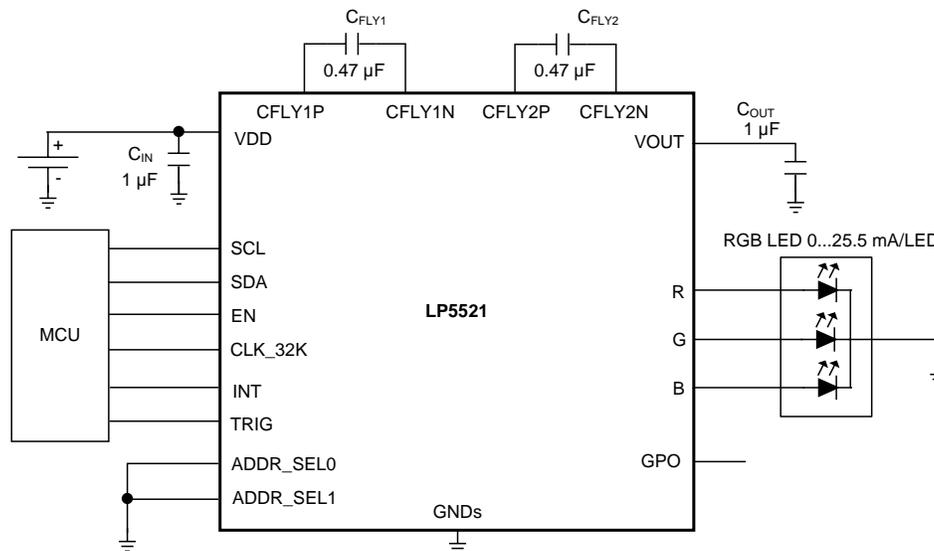 CFLY1
CFLY2
0.47 µF
0.47 µF
CFLY1P
CFLY1N
CFLY2P
CFLY2N
COUT
1 µF
VDD
VOUT
+
-
CIN
1 µF
RGB LED 0...25.5 mA/LED
SCL
SDA
EN
CLK_32K
INT
TRIG
MCU
LP5521
R
G
B
ADDR_SEL0
ADDR_SEL1
GPO
GNDs